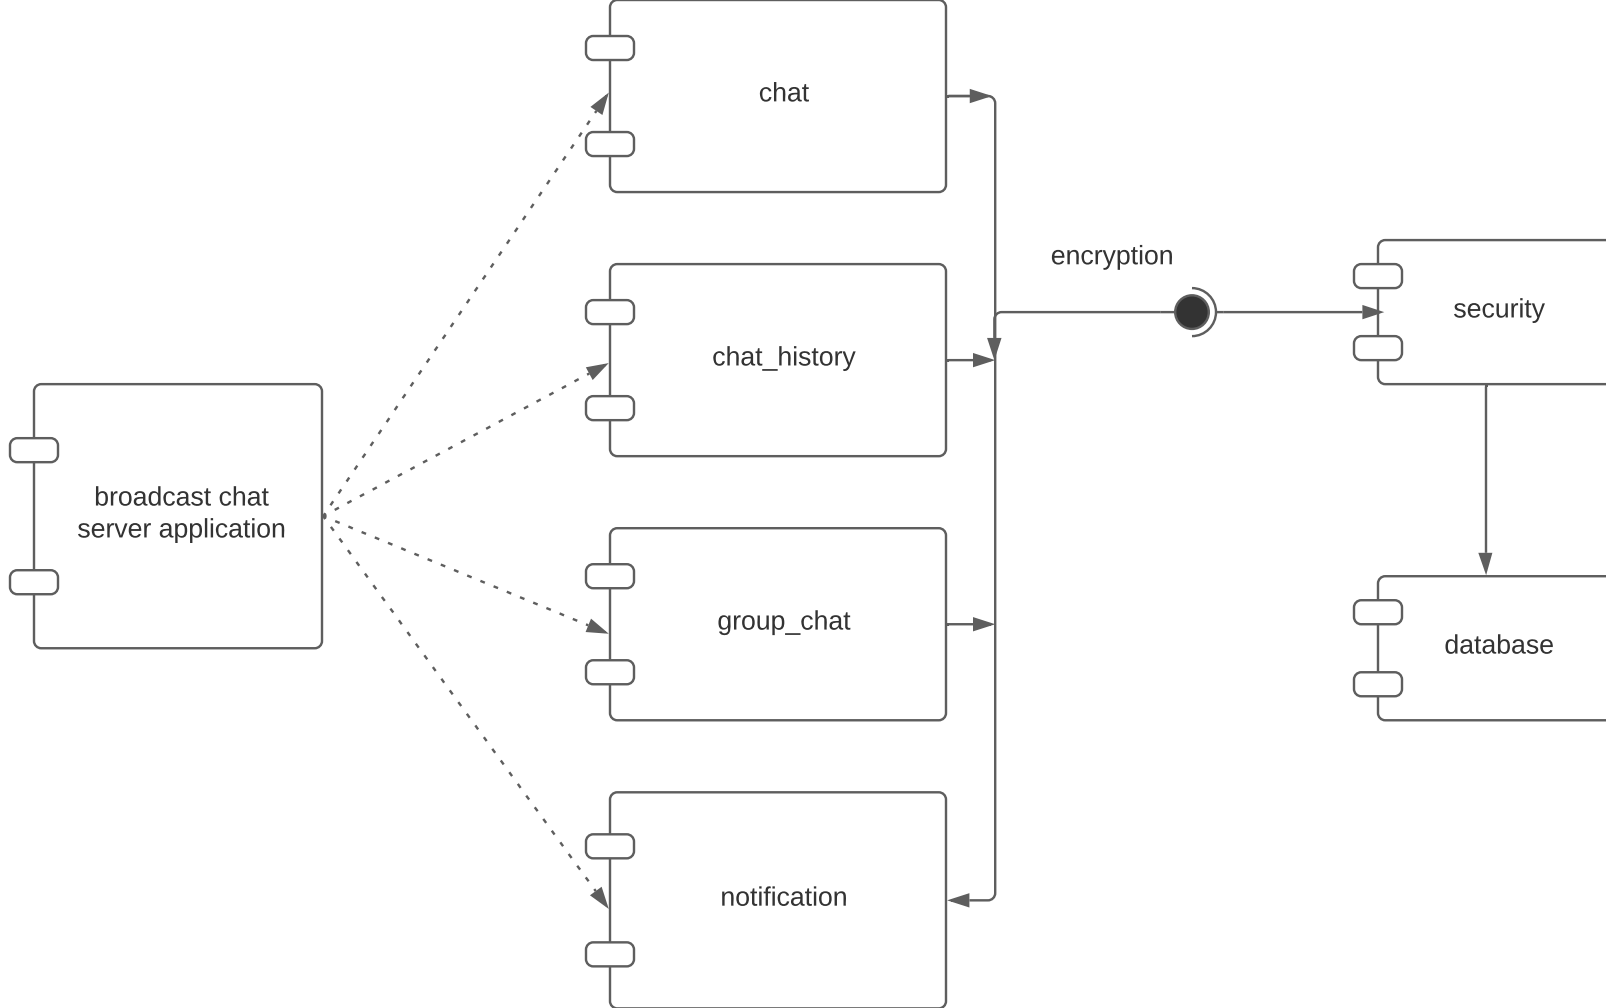 chat
encryption
security
chat_history
broadcast chat
server application
group_chat
database
notification